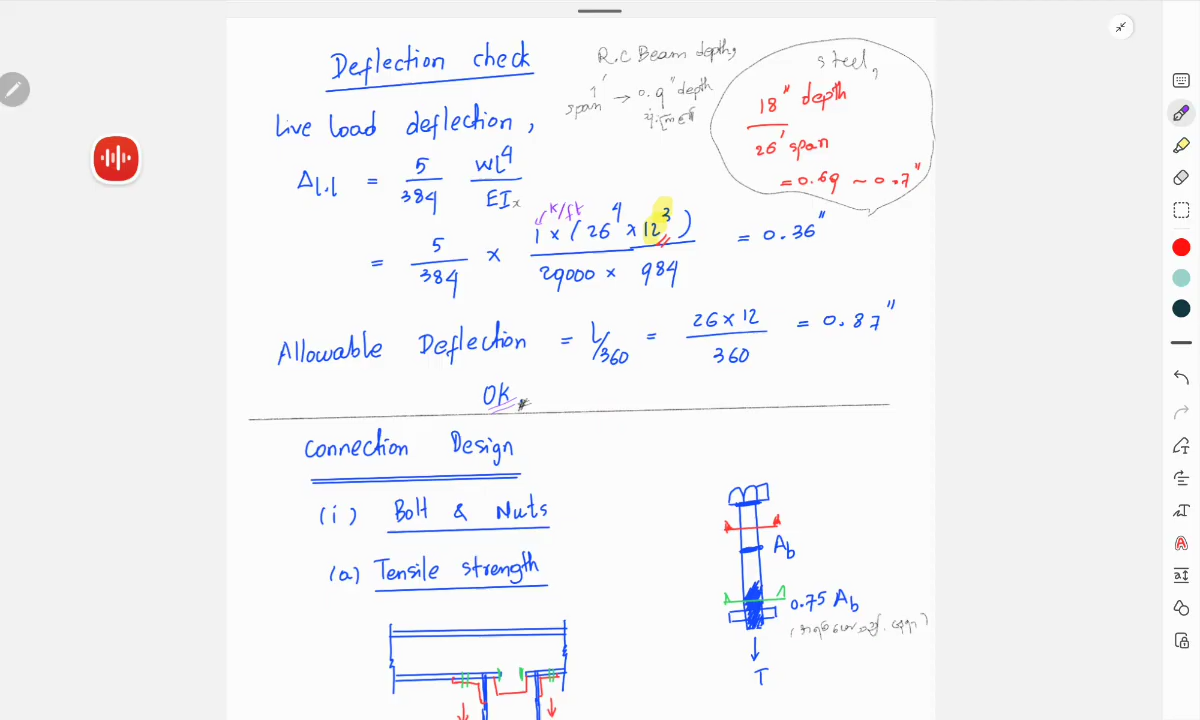 Deflection check
R.C Beam depth,
1' span → 0.9" depth
steel,
18" depth
26' span
= 0.69 ~ 0.7"
Live load deflection,
Δl.l = 5/384 WL⁴/EIx
k/ft
= 5/384 × 1 × (26⁴ × 12³) / 29000 × 984 = 0.36"
Allowable Deflection = L/360 = 26 × 12 / 360 = 0.87"
OK
Connection Design
(i) Bolt & Nuts
(a) Tensile strength
Ab
0.75 Ab
T